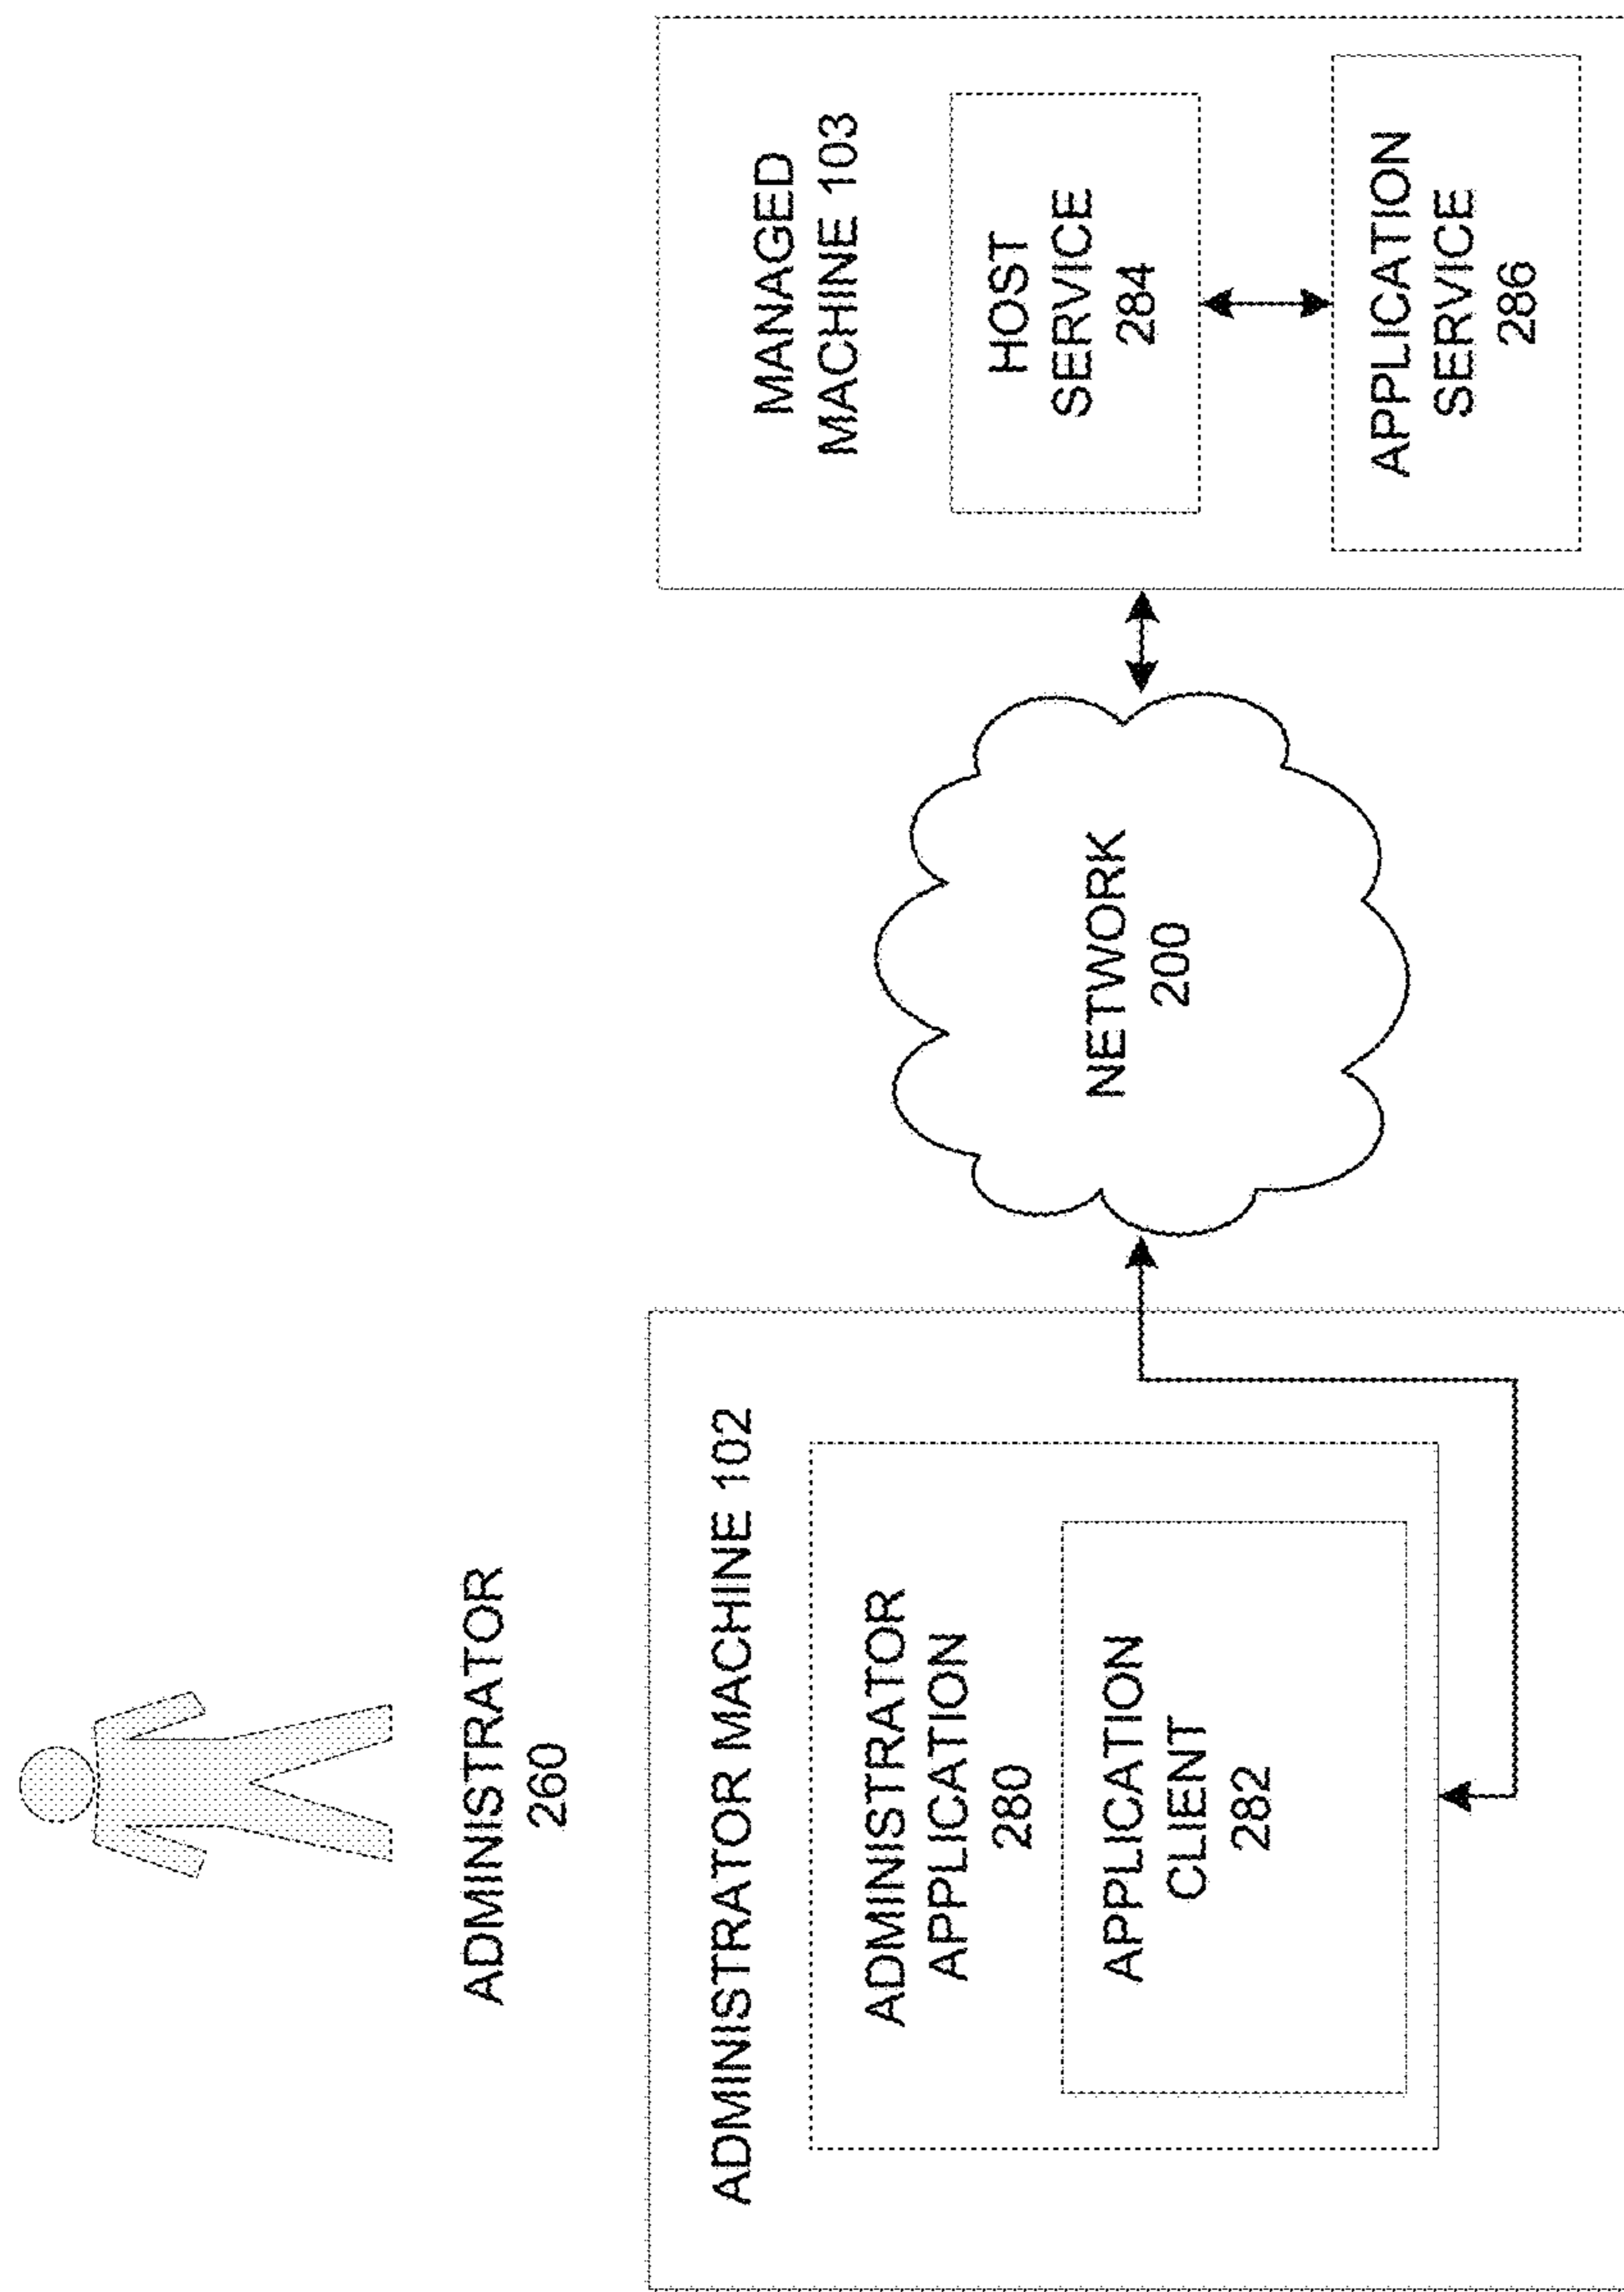 ADMINISTRATOR
260
ADMINISTRATOR MACHINE 102
ADMINISTRATOR
APPLICATION
280
APPLICATION
CLIENT
282
NETWORK
200
MANAGED
MACHINE 103
HOST
SERVICE
284
APPLICATION
SERVICE
286